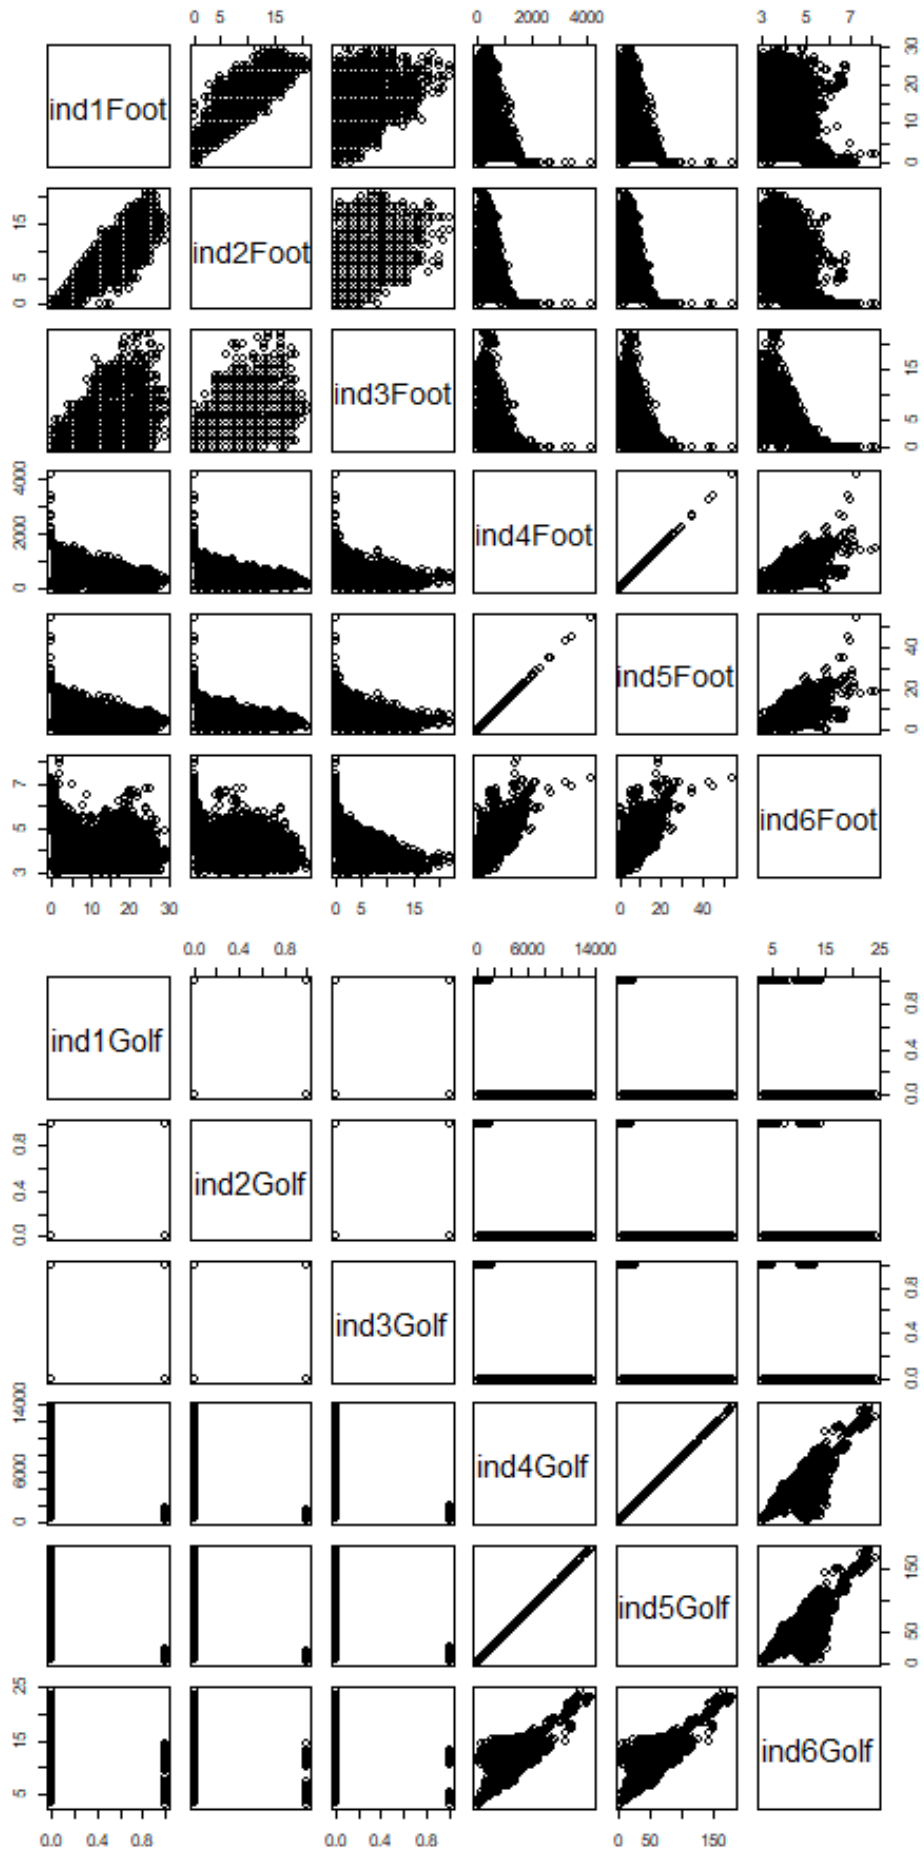 0 5 15 0 2000 4000 3 5 7
ind1Foot 0 10 20 30
0 5 15 ind2Foot
ind3Foot 0 5 15
0 2000 4000 ind4Foot
ind5Foot 0 20 40
3 5 7 ind6Foot
0 10 20 30 0 5 15 0 20 40
0.0 0.4 0.8 0 6000 14000 5 15 25
ind1Golf 0.0 0.4 0.8
0.0 0.4 0.8 ind2Golf
ind3Golf 0.0 0.4 0.8
0 6000 14000 ind4Golf
ind5Golf 0 50 150
5 15 25 ind6Golf
0.0 0.4 0.8 0.0 0.4 0.8 0 50 150